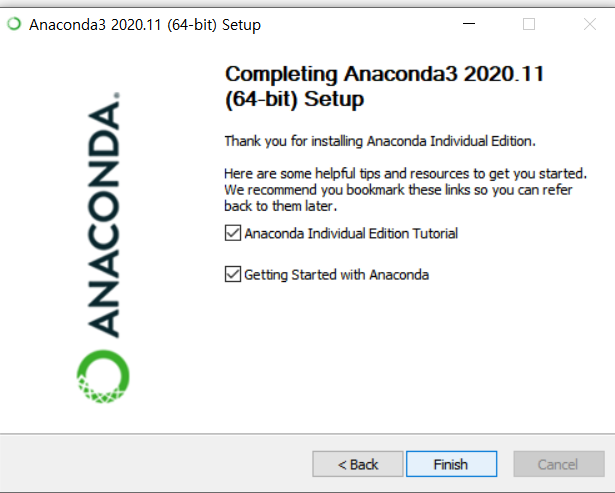 Anaconda3 2020.11 (64-bit) Setup
ANACONDA.
Completing Anaconda3 2020.11
(64-bit) Setup
Thank you for installing Anaconda Individual Edition.
Here are some helpful tips and resources to get you started.
We recommend you bookmark these links so you can refer
back to them later.
Anaconda Individual Edition Tutorial
Getting Started with Anaconda
< Back
Finish
Cancel